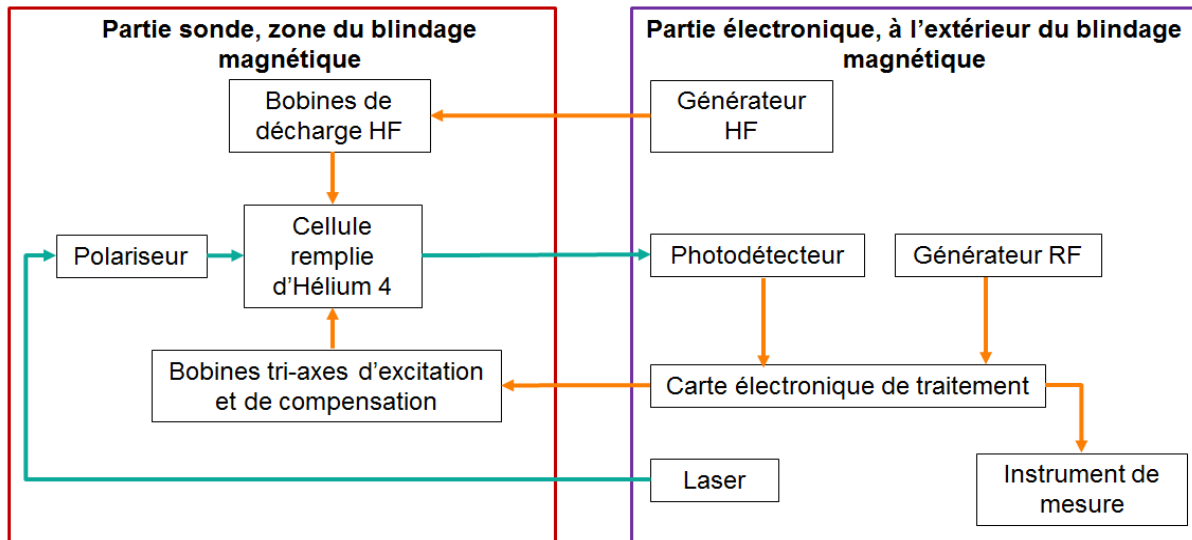 Partie sonde, zone du blindage
magnétique
Bobines de
décharge HF
Polariseur
Cellule
remplie
d'Hélium 4
Bobines tri-axes d'excitation
et de compensation
Partie électronique, à l'extérieur du blindage
magnétique
Générateur
HF
Photodétecteur
Générateur RF
Carte électronique de traitement
Laser
Instrument de
mesure